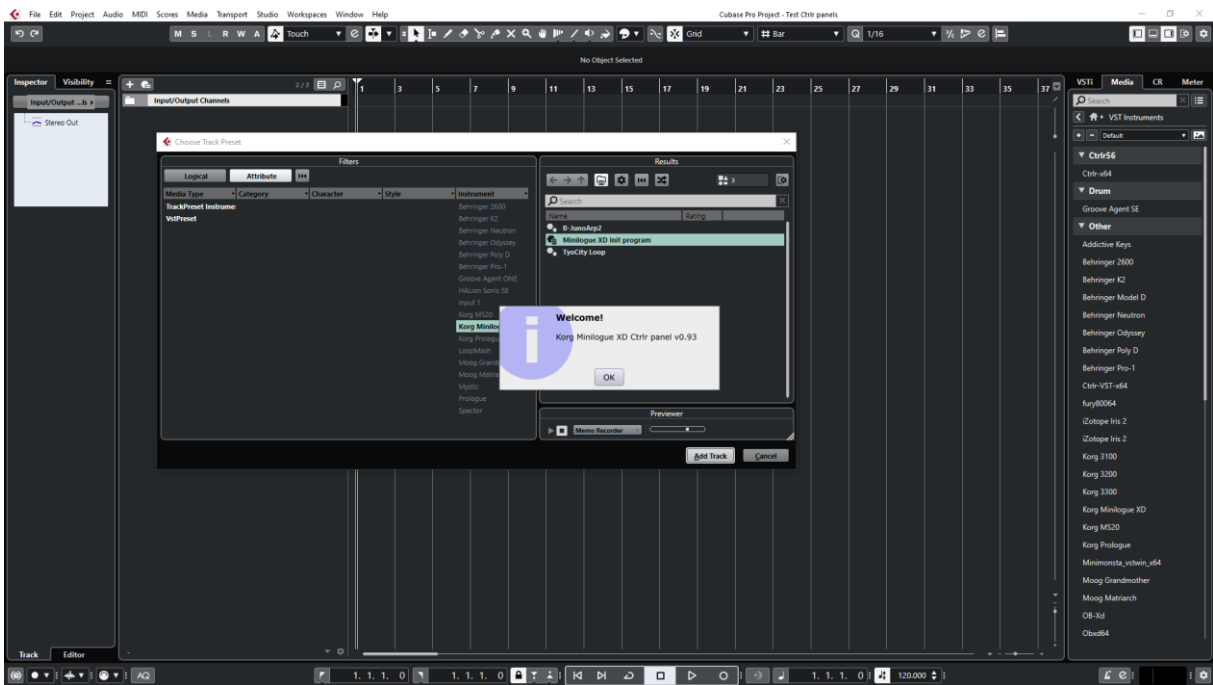 File Edit Project Audio MIDI Scores Media Transport Studio Workspaces Window Help
Cubase Pro Project - Test Ctrlr panels
M S L R W A Touch Grid Bar Q 1/16
No Object Selected
Inspector Visibility
2/2
1 3 5 7 9 11 13 15 17 19 21 23 25 27 29 31 33 35 37
VSTi Media CR Meter
Input/Output ...ls
Input/Output Channels
Search
Stereo Out
VST Instruments
Default
Choose Track Preset
Filters
Results
Logical Attribute
3
Media Type Category Character Style Instrument
TrackPreset Instrume
VstPreset
Behringer 2600
Behringer K2
Behringer Neutron
Behringer Odyssey
Behringer Poly D
Behringer Pro-1
Groove Agent ONE
HALion Sonic SE
Input 1
Korg MS20
Korg Minilog
Korg Prologu
LoopMash
Moog Grand
Moog Matria
Mystic
Prologue
Spector
Search
Name Rating
B-JunoArp2
Minilogue XD Init program
TyoCity Loop
Welcome!
Korg Minilogue XD Ctrlr panel v0.93
OK
Previewer
Memo Recorder
Add Track Cancel
Ctrlr56
Ctrlr-x64
Drum
Groove Agent SE
Other
Addictive Keys
Behringer 2600
Behringer K2
Behringer Model D
Behringer Neutron
Behringer Odyssey
Behringer Poly D
Behringer Pro-1
Ctrlr-VST-x64
fury80064
iZotope Iris 2
iZotope Iris 2
Korg 3100
Korg 3200
Korg 3300
Korg Minilogue XD
Korg MS20
Korg Prologue
Minimonsta_vstwin_x64
Moog Grandmother
Moog Matriarch
OB-Xd
Obxd64
Track Editor
AQ
1. 1. 1. 0
1. 1. 1. 0
1. 1. 1. 0
120.000